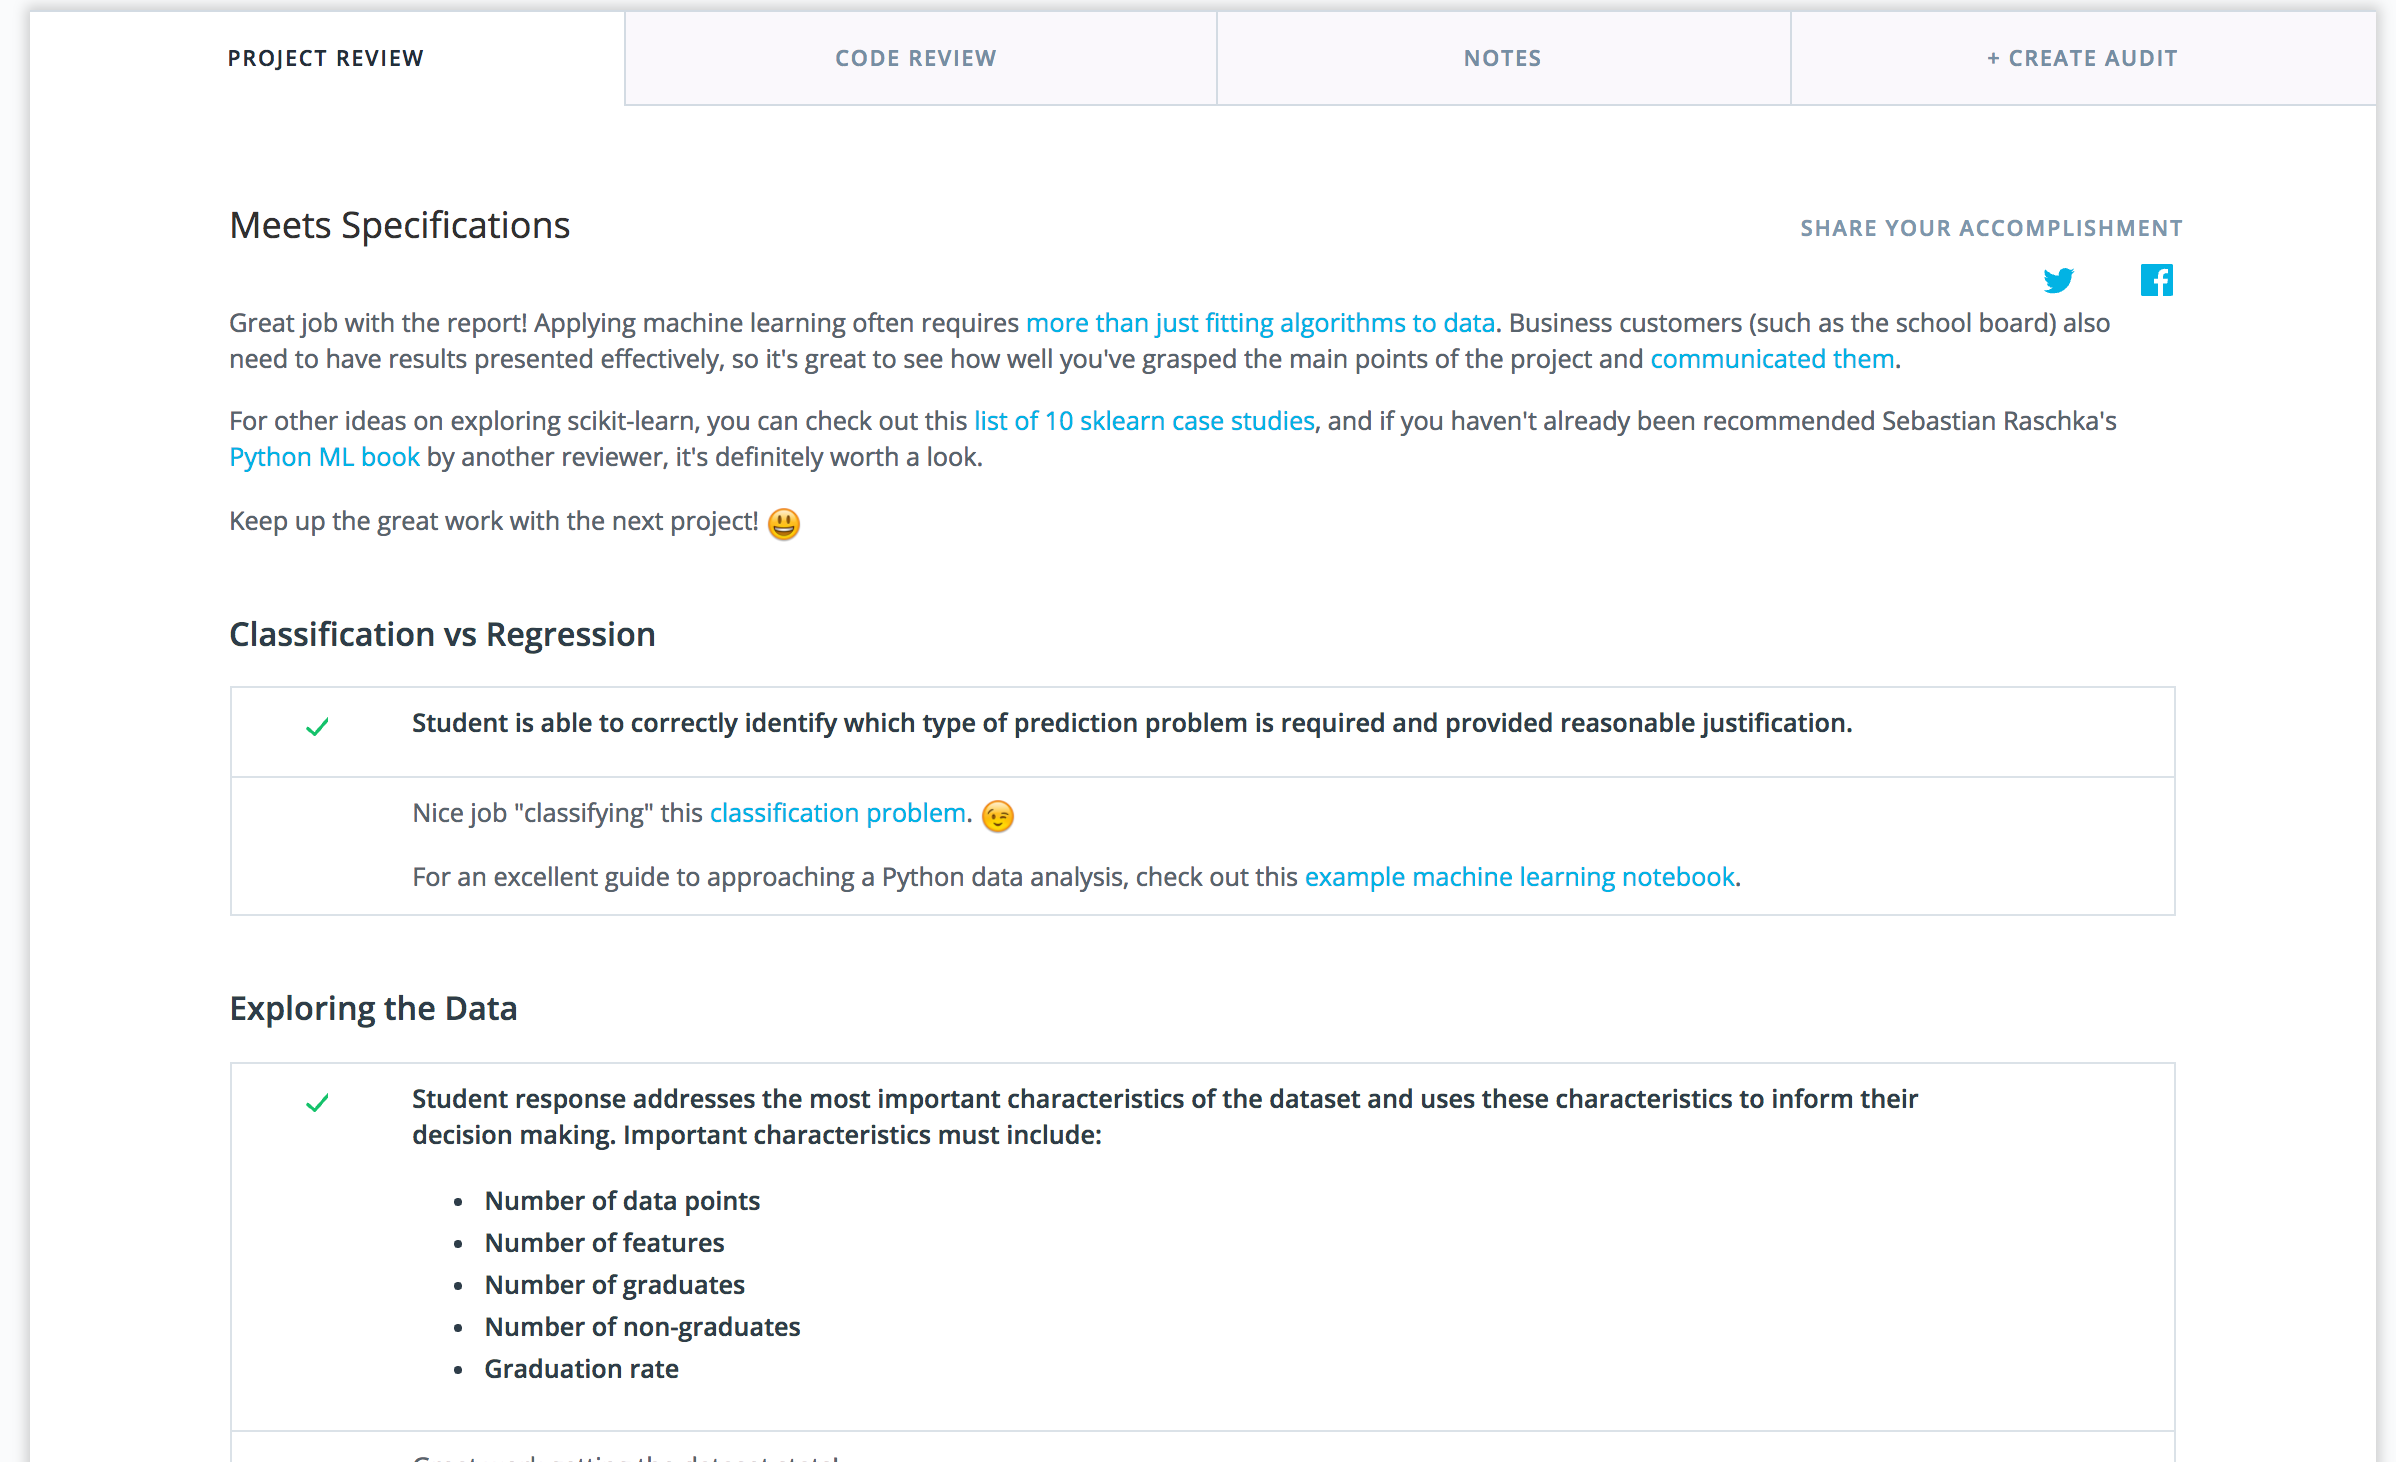 PROJECT REVIEW
CODE REVIEW
NOTES
+ CREATE AUDIT
Meets Specifications
SHARE YOUR ACCOMPLISHMENT
Great job with the report! Applying machine learning often requires more than just fitting algorithms to data. Business customers (such as the school board) also
need to have results presented effectively, so it's great to see how well you've grasped the main points of the project and communicated them.
For other ideas on exploring scikit-learn, you can check out this list of 10 sklearn case studies, and if you haven't already been recommended Sebastian Raschka's
Python ML book by another reviewer, it's definitely worth a look.
Keep up the great work with the next project! 😃
Classification vs Regression
Student is able to correctly identify which type of prediction problem is required and provided reasonable justification.
Nice job "classifying" this classification problem. 😉
For an excellent guide to approaching a Python data analysis, check out this example machine learning notebook.
Exploring the Data
Student response addresses the most important characteristics of the dataset and uses these characteristics to inform their
decision making. Important characteristics must include:
• Number of data points
• Number of features
• Number of graduates
• Number of non-graduates
• Graduation rate